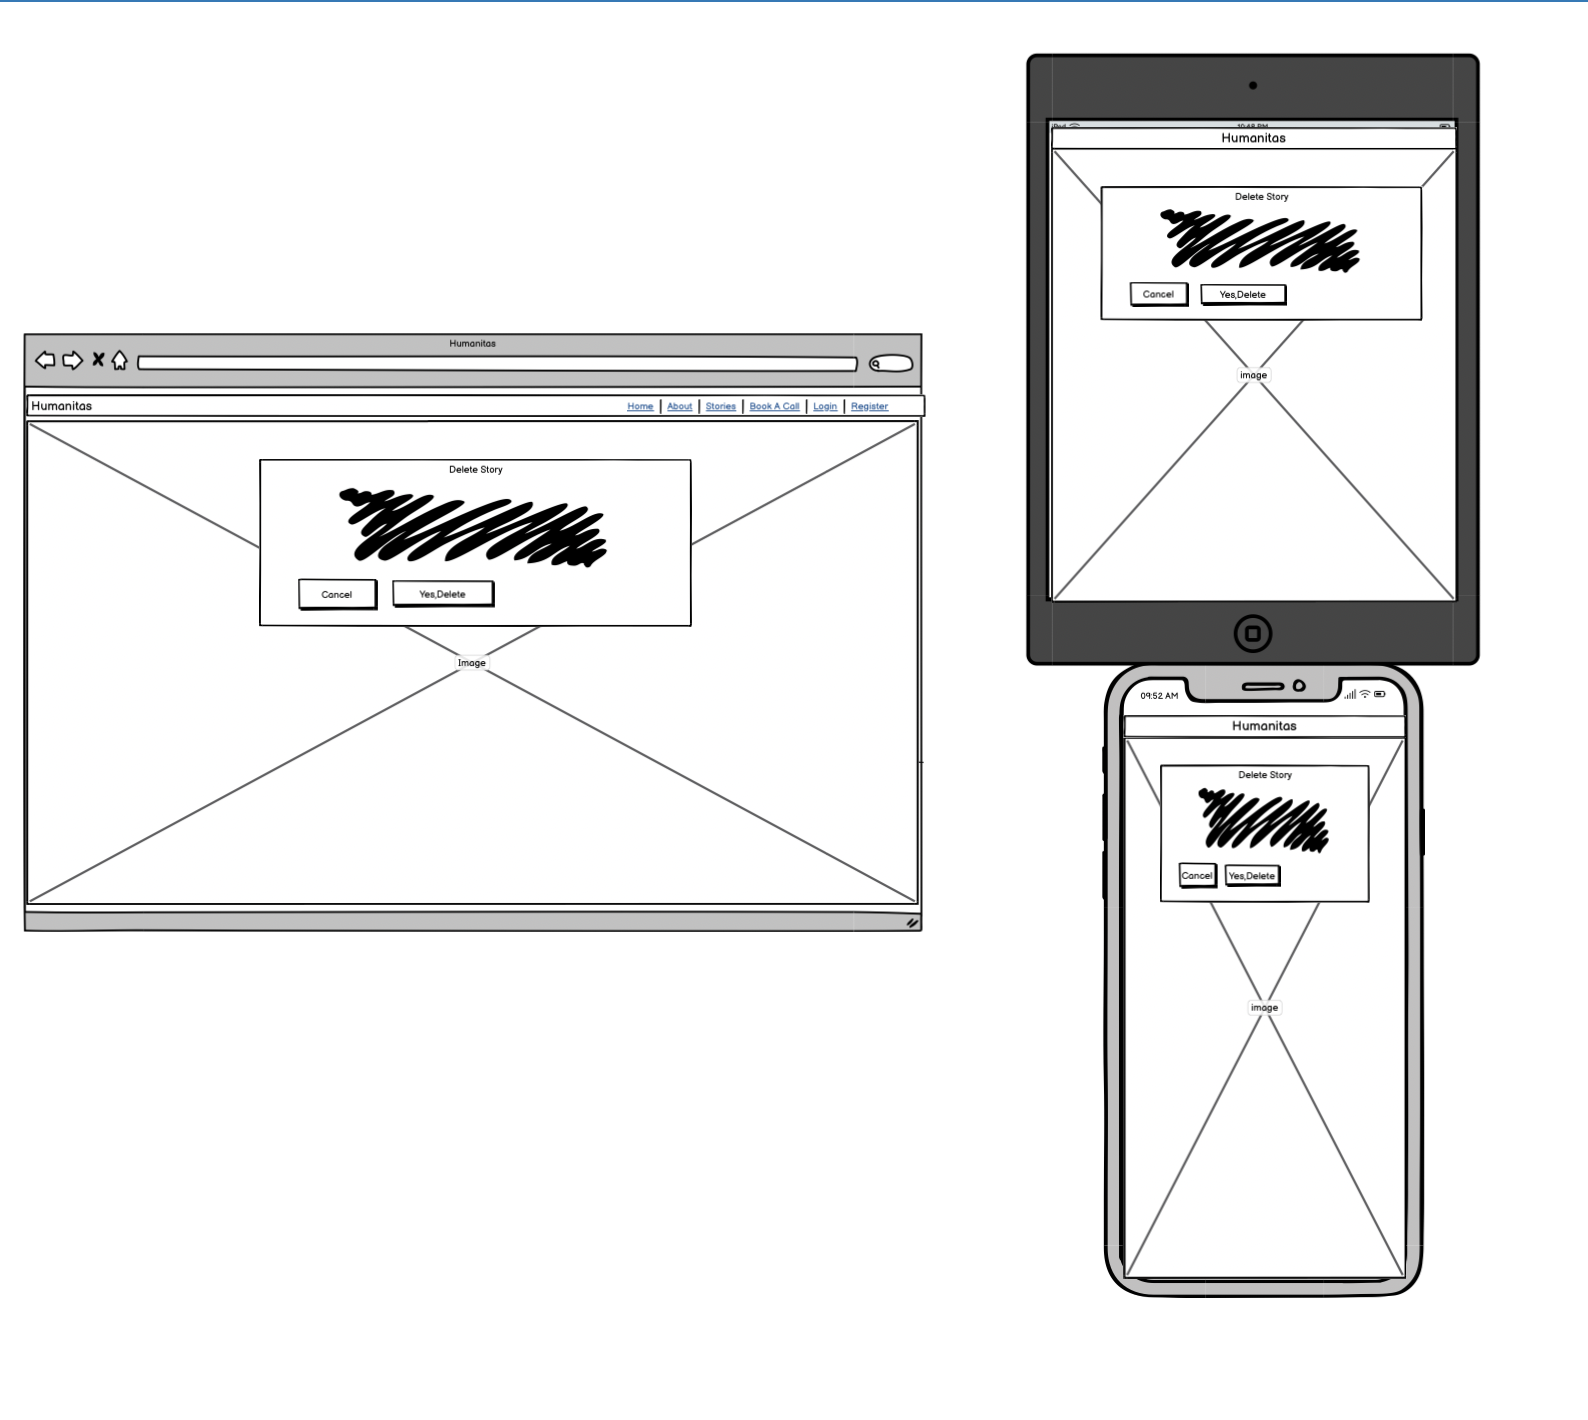 Humanitas
Humanitas
Home | About | Stories | Book A Call | Login | Register
Delete Story
Cancel
Yes,Delete
Image
Humanitas
Delete Story
Cancel
Yes,Delete
image
09:52 AM
Humanitas
Delete Story
Cancel
Yes,Delete
image